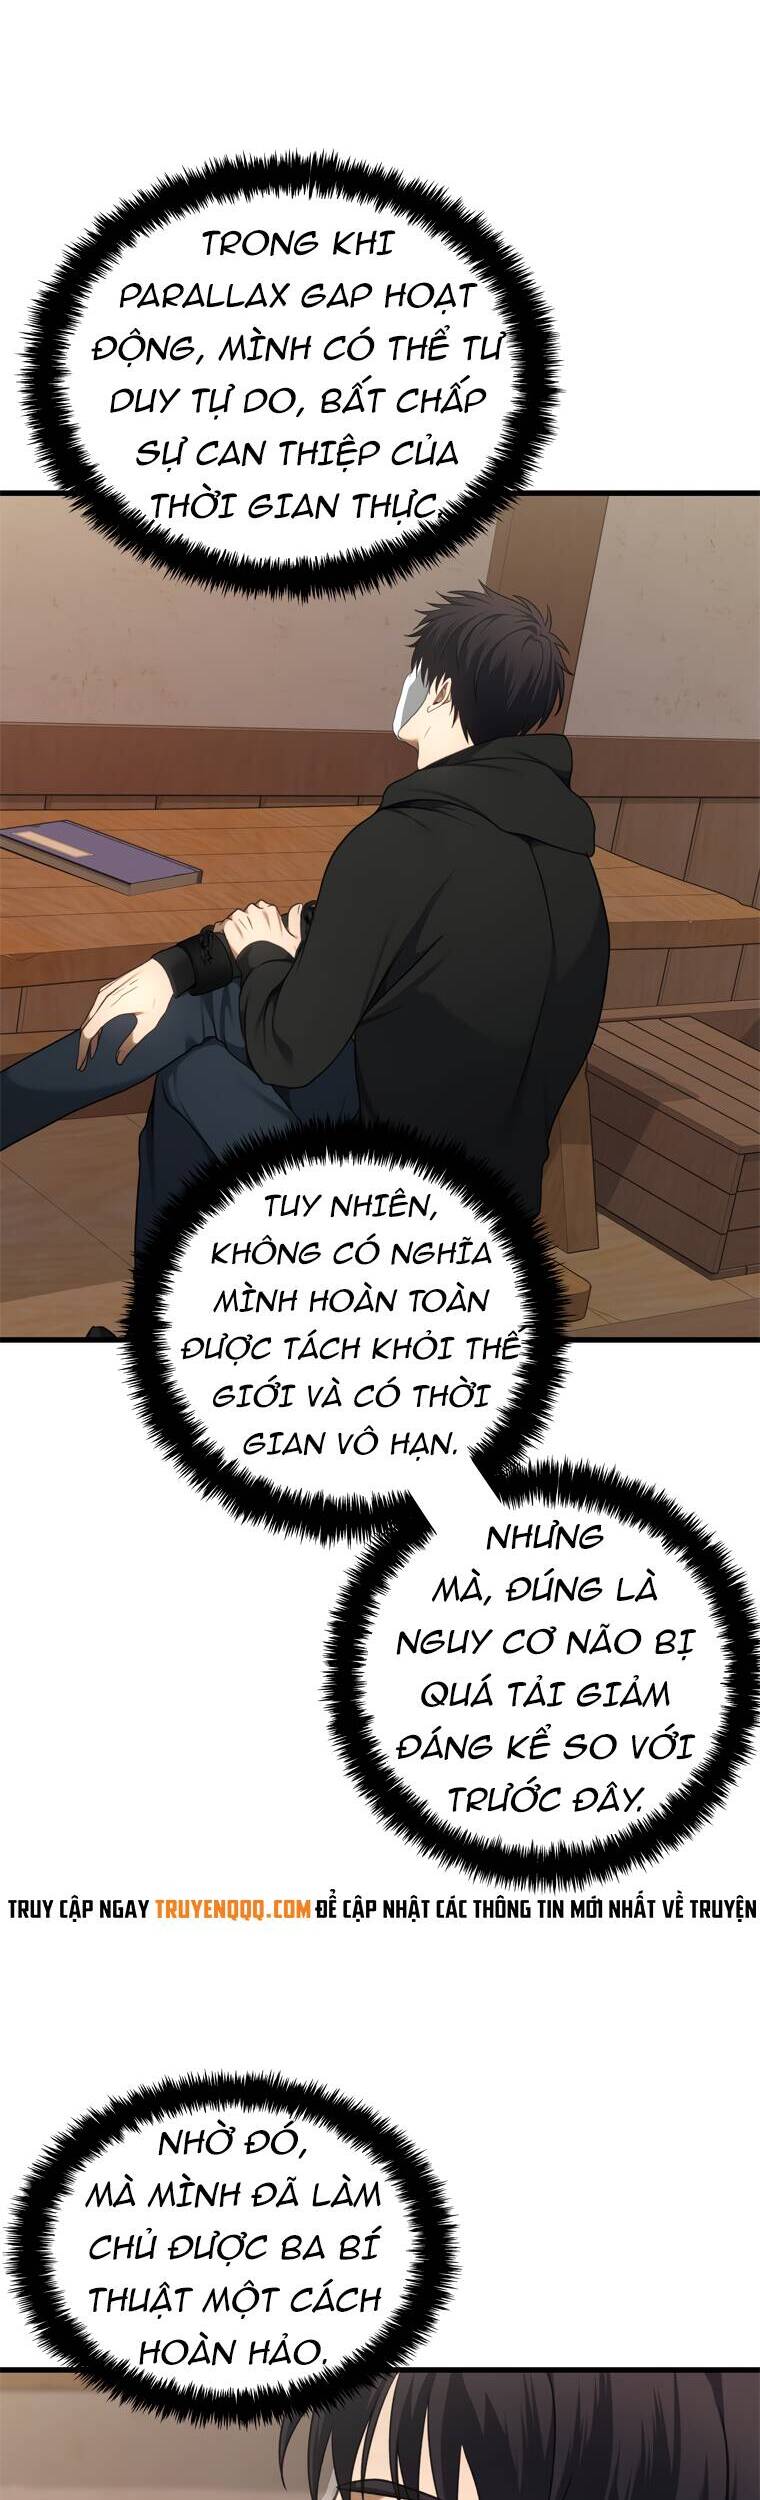 TRONG KHI
PARALLAX GAP HOẠT
ĐỘNG, MÌNH CÓ THỂ TƯ
DUY TỰ DO, BẤT CHẤP
SỰ CAN THIỆP CỦA
THỜI GIAN THỰC.
TUY NHIÊN,
KHÔNG CÓ NGHĨA
MÌNH HOÀN TOÀN
ĐƯỢC TÁCH KHỎI THẾ
GIỚI VÀ CÓ THỜI
GIAN VÔ HẠN.
NHƯNG
MÀ, ĐÚNG LÀ
NGUY CƠ NÃO BỊ
QUÁ TẢI GIẢM
ĐÁNG KỂ SO VỚI
TRƯỚC ĐÂY.
TRUY CẬP NGAY TRUYENQQQ.COM ĐỂ CẬP NHẬT CÁC THÔNG TIN MỚI NHẤT VỀ TRUYỆN
NHỜ ĐÓ,
MÀ MÌNH ĐÃ LÀM
CHỦ ĐƯỢC BA BÍ
THUẬT MỘT CÁCH
HOÀN HẢO.